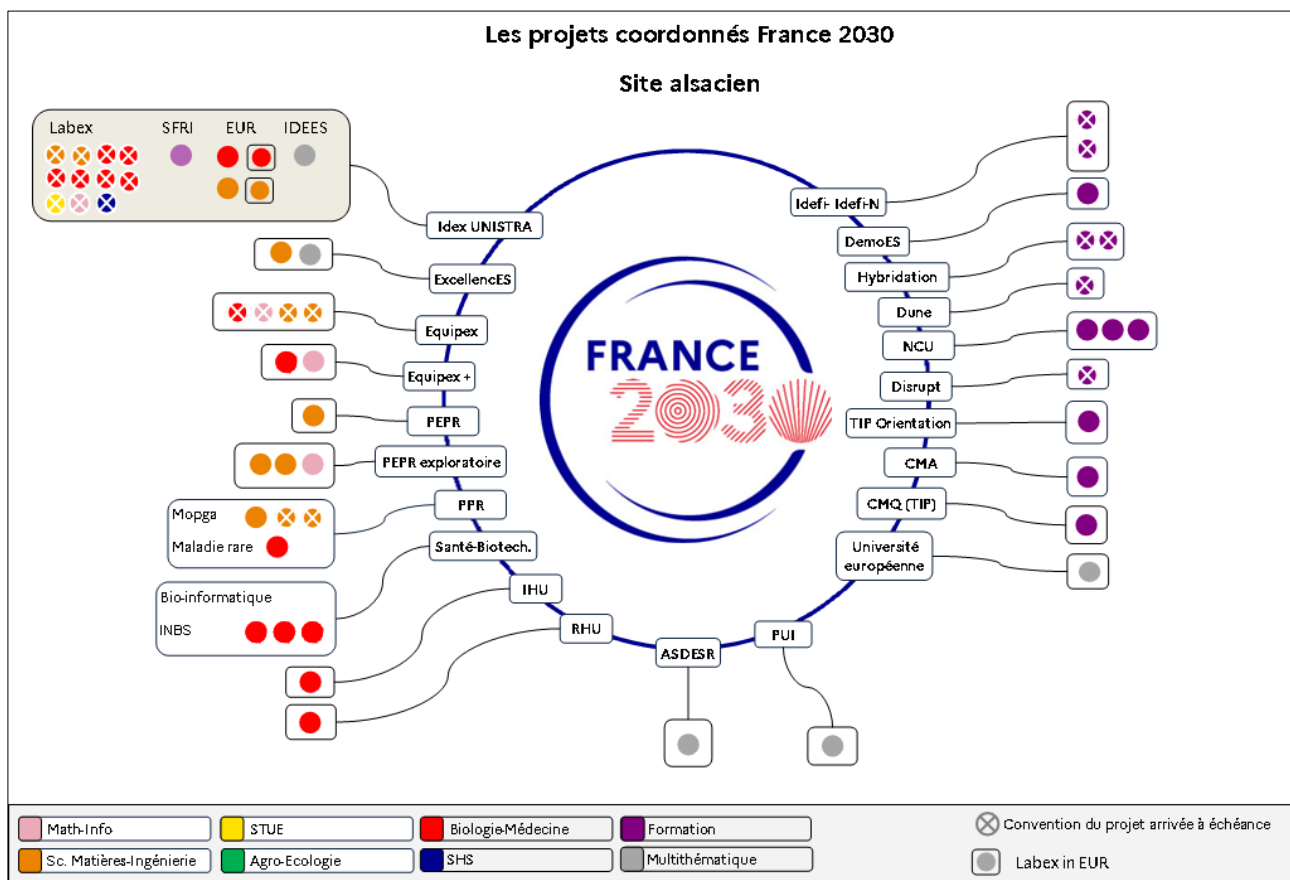 Les projets coordonnés France 2030
Site alsacien
Labex SFRI EUR IDEES
Idex UNISTRA
ExcellencES
Equipex
Equipex +
PEPR
PEPR exploratoire
PPR
Mopga
Maladie rare
Santé-Biotech.
Bio-informatique
INBS
IHU
RHU
ASDESR
PUI
Idefi- Idefi-N
DemoES
Hybridation
Dune
NCU
Disrupt
TIP Orientation
CMA
CMQ (TIP)
Université
européenne
FRANCE
2030
Math-Info
STUE
Biologie-Médecine
Formation
Convention du projet arrivée à échéance
Sc. Matières-Ingénierie
Agro-Ecologie
SHS
Multithématique
Labex in EUR